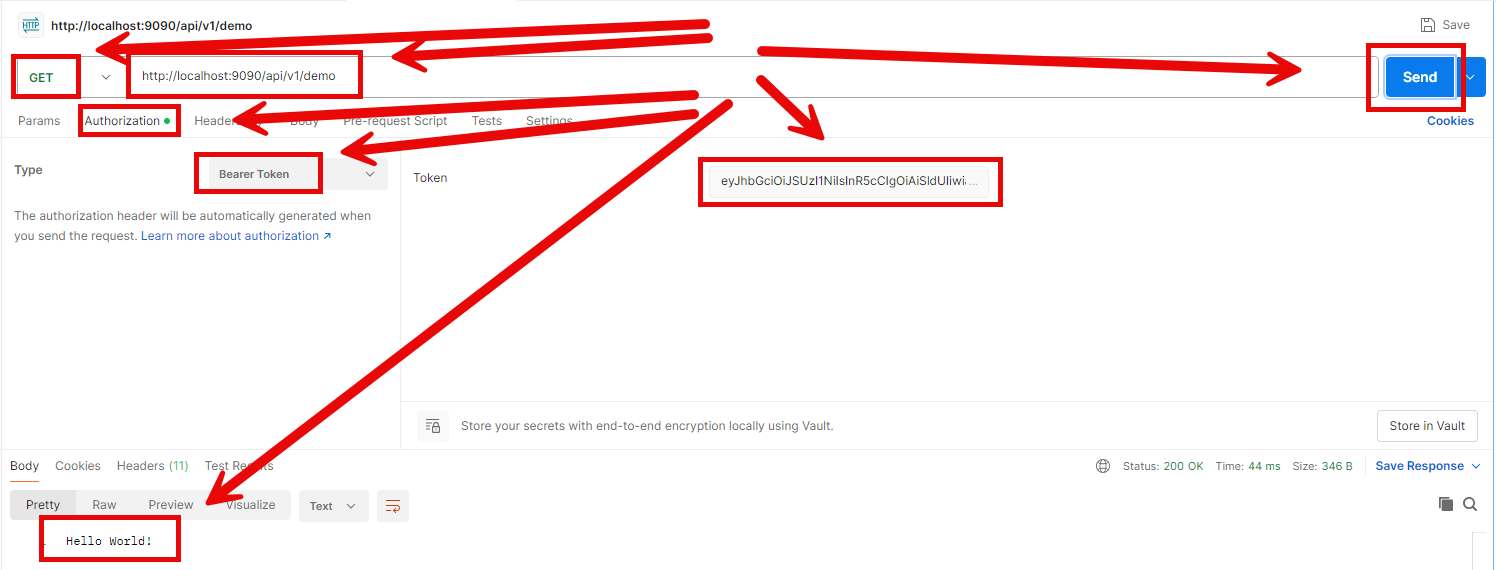 HTTP http://localhost:9090/api/v1/demo Save
GET http://localhost:9090/api/v1/demo Send
Params Authorization Body Pre-request Script Tests Settings Cookies
Type Bearer Token Token
The authorization header will be automatically generated when
you send the request. Learn more about authorization ↗
Store your secrets with end-to-end encryption locally using Vault. Store in Vault
Body Cookies Headers (11) Test Results Status: 200 OK Time: 44 ms Size: 346 B Save Response
Pretty Raw Preview Visualize Text
Hello World!